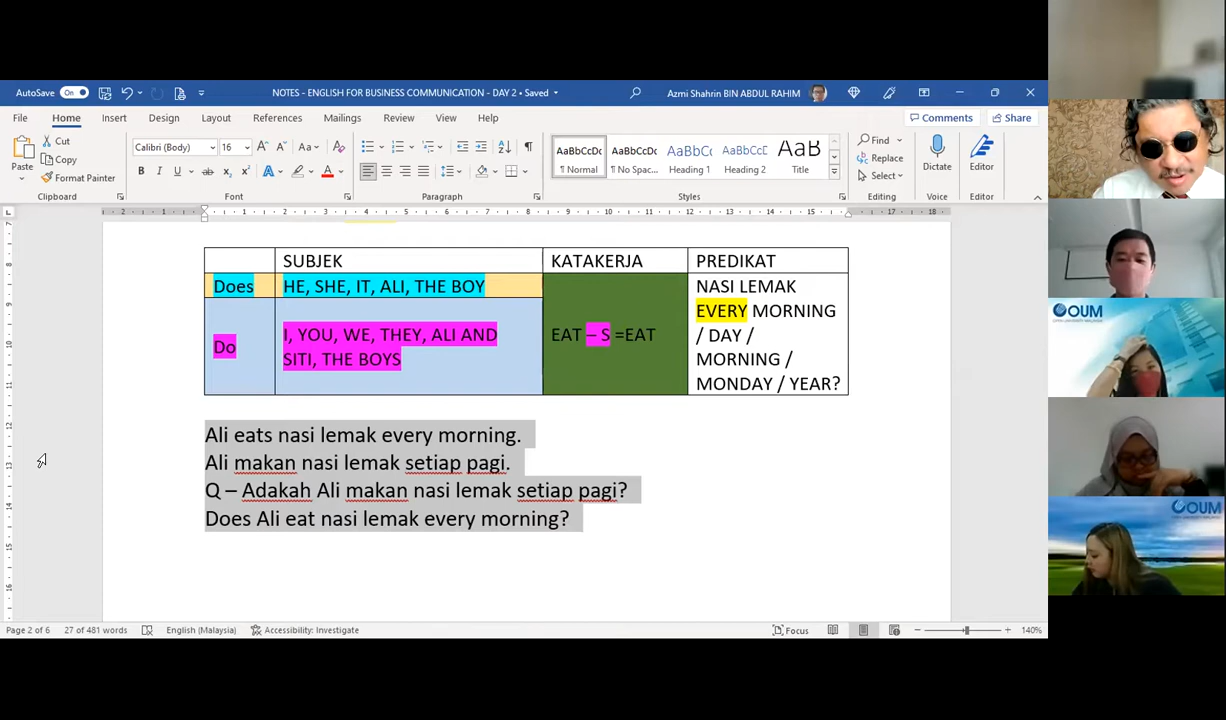 AutoSave On NOTES - ENGLISH FOR BUSINESS COMMUNICATION - DAY 2 • Saved Azmi Shahrin BIN ABDUL RAHIM
File Home Insert Draw Design Layout References Mailings Review View Help Comments Share
Cut
Copy
Format Painter
Paste
Calibri (Body) 16
Find
Replace
Select
Dictate
Editor
AaBbCcDc AaBbCcDc AaBbCc AaBbCcD AaB
¶ Normal ¶ No Spac... Heading 1 Heading 2 Title
Clipboard Font Paragraph Styles Editing Voice Editor
SUBJEK KATAKERJA PREDIKAT
Does HE, SHE, IT, ALI, THE BOY
Do I, YOU, WE, THEY, ALI AND
SITI, THE BOYS
EAT – S =EAT
NASI LEMAK
EVERY MORNING
/ DAY /
MORNING /
MONDAY / YEAR?
Ali eats nasi lemak every morning.
Ali makan nasi lemak setiap pagi.
Q – Adakah Ali makan nasi lemak setiap pagi?
Does Ali eat nasi lemak every morning?
Page 2 of 6 27 of 481 words English (Malaysia) Accessibility: Investigate Focus 140%
OUM
OUM